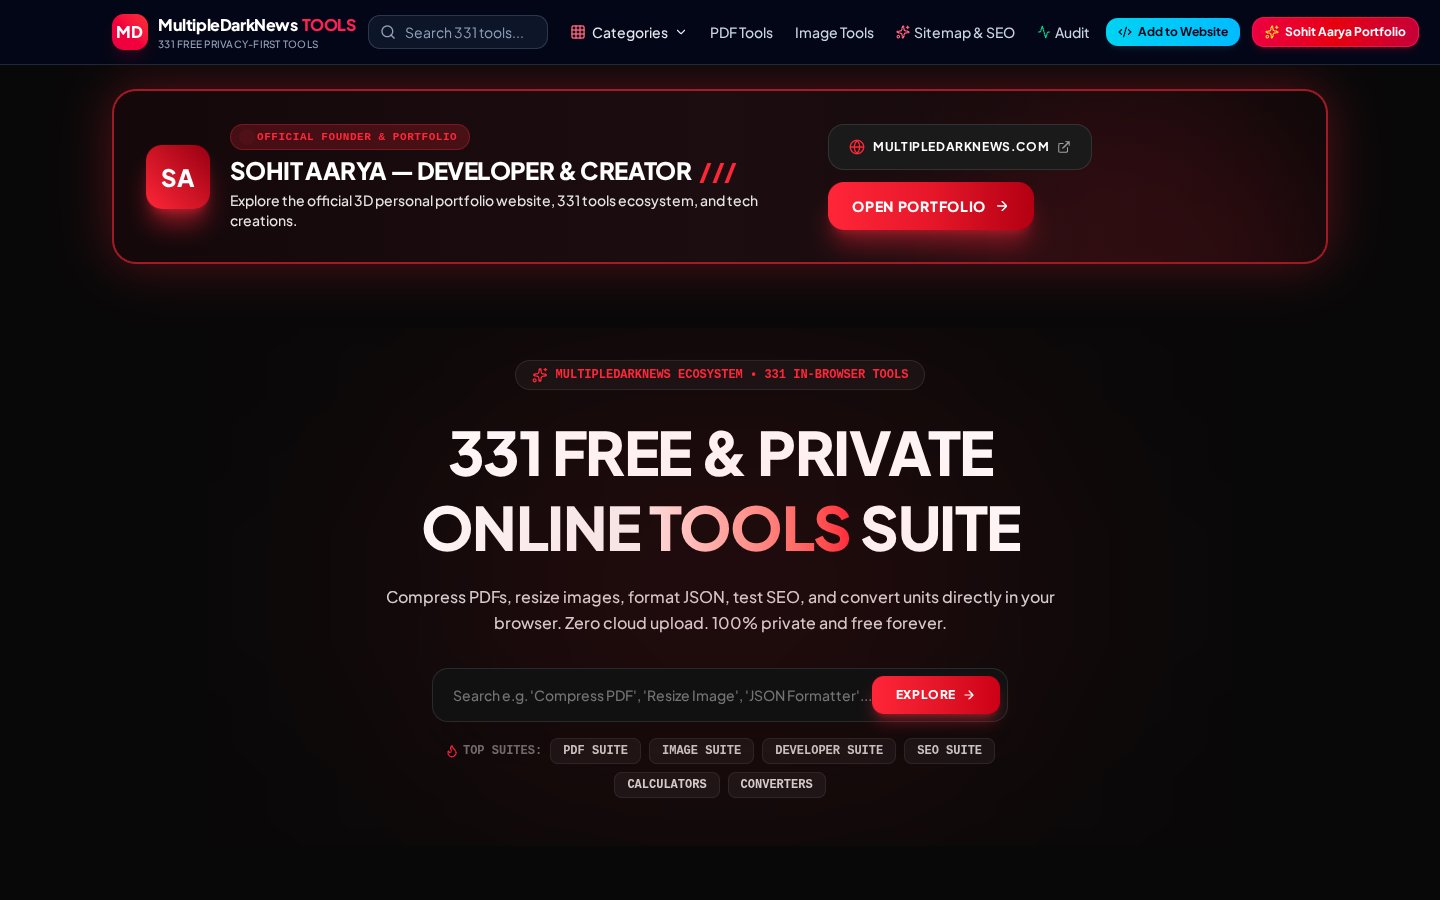 MD
MultipleDarkNews TOOLS
331 FREE PRIVACY-FIRST TOOLS
Search 331 tools...
Categories
PDF Tools
Image Tools
Sitemap & SEO
Audit
Add to Website
Sohit Aarya Portfolio
SA
OFFICIAL FOUNDER & PORTFOLIO
SOHIT AARYA — DEVELOPER & CREATOR ///
Explore the official 3D personal portfolio website, 331 tools ecosystem, and tech
creations.
MULTIPLEDARKNEWS.COM
OPEN PORTFOLIO
MULTIPLEDARKNEWS ECOSYSTEM • 331 IN-BROWSER TOOLS
331 FREE & PRIVATE
ONLINE TOOLS SUITE
Compress PDFs, resize images, format JSON, test SEO, and convert units directly in your
browser. Zero cloud upload. 100% private and free forever.
Search e.g. 'Compress PDF', 'Resize Image', 'JSON Formatter'...
EXPLORE
TOP SUITES:
PDF SUITE
IMAGE SUITE
DEVELOPER SUITE
SEO SUITE
CALCULATORS
CONVERTERS